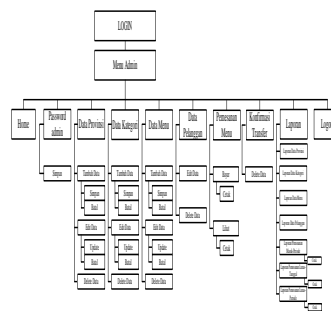 LOGIN
Menu Admin
Home
Password
admin
Data Provinsi
Data Kategori
Data Menu
Data
Pelanggan
Pemesanan
Menu
Konfirmasi
Transfer
Laporan
Simpan
Tambah Data
Simpan
Batal
Edit Data
Update
Batal
Delete Data
Tambah Data
Simpan
Batal
Edit Data
Update
Batal
Delete Data
Tambah Data
Simpan
Batal
Edit Data
Update
Batal
Delete Data
Edit Data
Delete Data
Bayar
Cetak
Lihat
Cetak
Delete Data
Laporan Data Provinsi
Laporan Data Kategori
Laporan Data Menu
Laporan Data Pelanggan